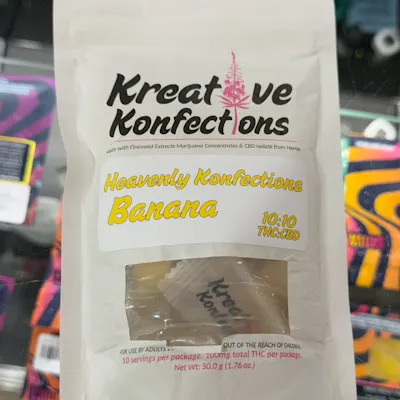 Kreative
Konfections
Made With Fireweed Extracts Marijuana Concentrates & CBD Isolate from Hemp.
Heavenly Konfections
Banana
10:10
THC:CBD
Kreat
Konf
FOR USE BY ADULTS OUT OF THE REACH OF CHILDREN
10 servings per package. 100mg total THC per package.
Net Wt: 50.0 g (1.76 oz.)